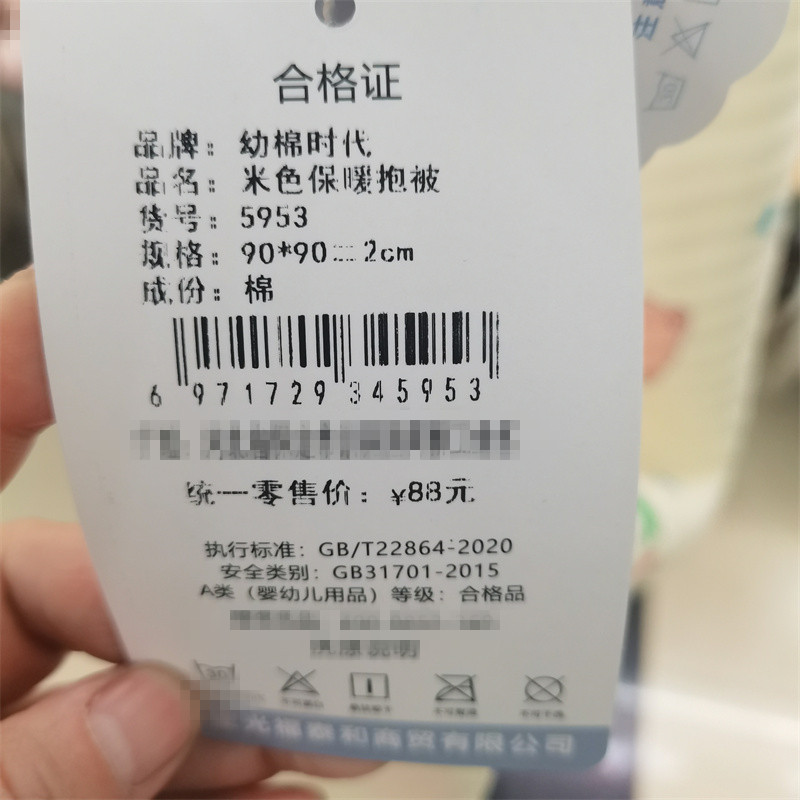 合格证
品牌：幼棉时代
品名：米色保暖抱被
货号：5953
规格：90*90 2cm
成份：棉
6 971729 345953
统一零售价：¥88元
执行标准：GB/T22864-2020
安全类别：GB31701-2015
A类（婴幼儿用品）等级：合格品